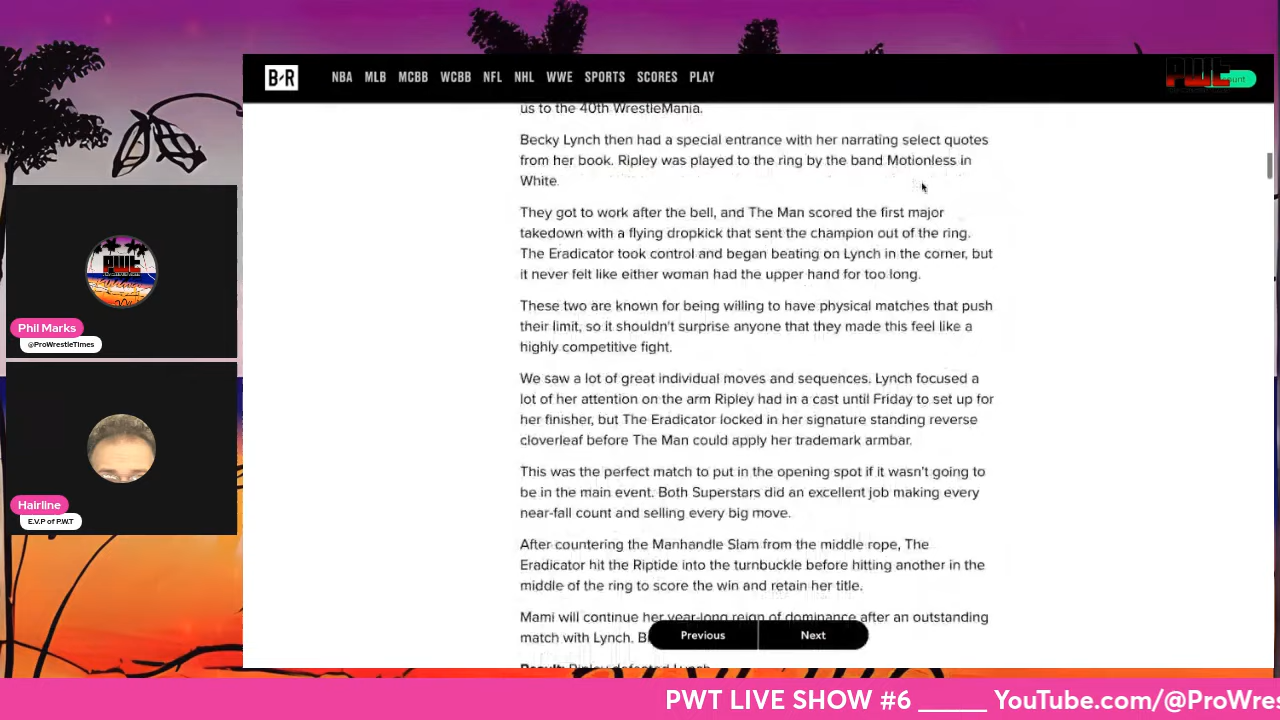 B/R NBA MLB MCBB WCBB NFL NHL WWE SPORTS SCORES PLAY
PWT
us to the 40th WrestleMania.
Becky Lynch then had a special entrance with her narrating select quotes
from her book. Ripley was played to the ring by the band Motionless in
White.
They got to work after the bell, and The Man scored the first major
takedown with a flying dropkick that sent the champion out of the ring.
The Eradicator took control and began beating on Lynch in the corner, but
it never felt like either woman had the upper hand for too long.
These two are known for being willing to have physical matches that push
their limit, so it shouldn't surprise anyone that they made this feel like a
highly competitive fight.
We saw a lot of great individual moves and sequences. Lynch focused a
lot of her attention on the arm Ripley had in a cast until Friday to set up for
her finisher, but The Eradicator locked in her signature standing reverse
cloverleaf before The Man could apply her trademark armbar.
This was the perfect match to put in the opening spot if it wasn't going to
be in the main event. Both Superstars did an excellent job making every
near-fall count and selling every big move.
After countering the Manhandle Slam from the middle rope, The
Eradicator hit the Riptide into the turnbuckle before hitting another in the
middle of the ring to score the win and retain her title.
Mami will continue her year-long reign of dominance after an outstanding
match with Lynch.
Result: Ripley defeated Lynch
Previous Next
PWT
Phil Marks
@ProWrestleTimes
Hairline
E.V.P of P.W.T
PWT LIVE SHOW #6 _____ YouTube.com/@ProWres